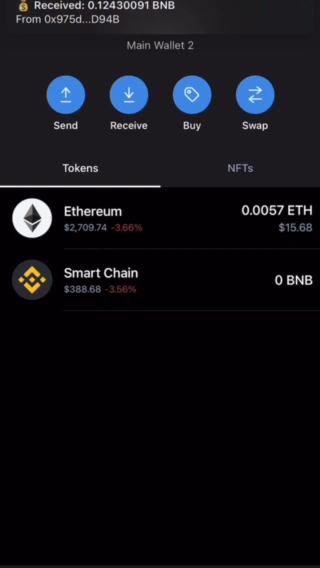 💰 Received: 0.12430091 BNB
From 0x975d...D94B
Main Wallet 2
Send Receive Buy Swap
Tokens NFTs
Ethereum 0.0057 ETH
$2,709.74 -3.66% $15.68
Smart Chain 0 BNB
$388.68 -3.56%